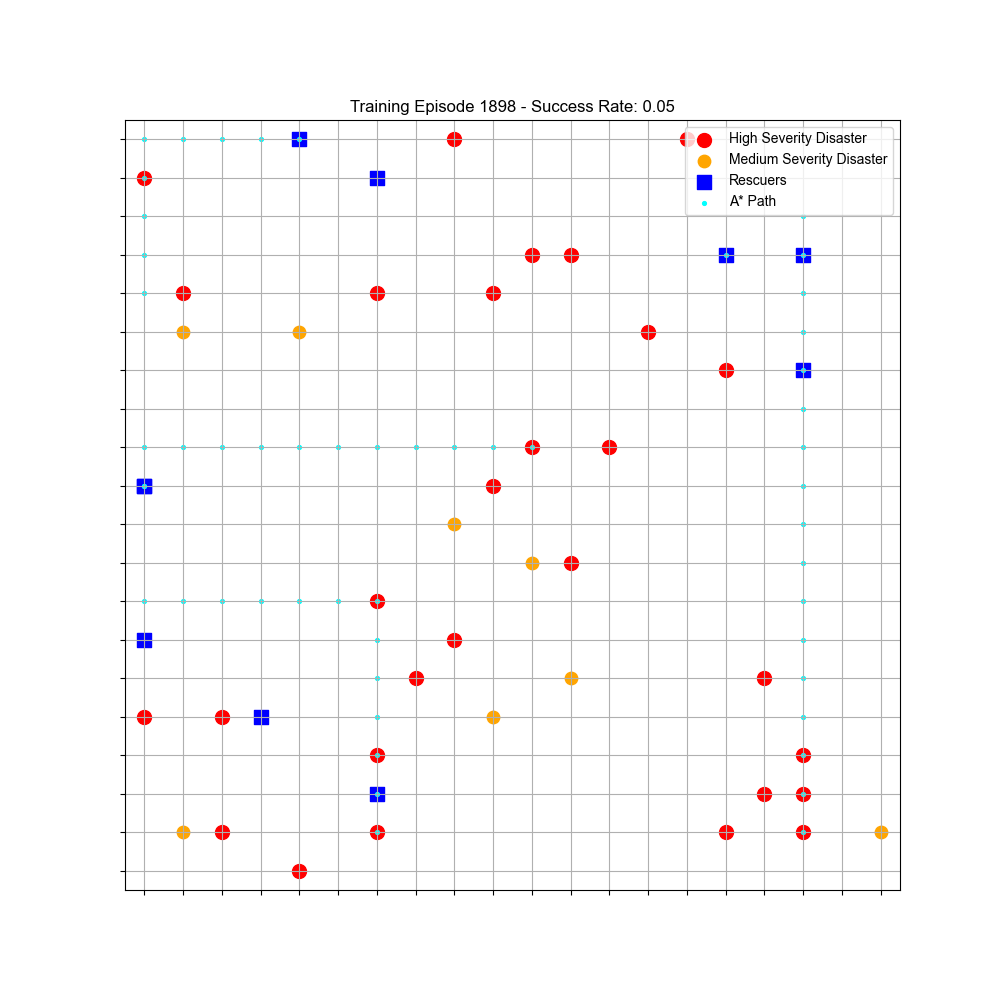 Training Episode 1898 - Success Rate: 0.05
High Severity Disaster
Medium Severity Disaster
Rescuers
A* Path